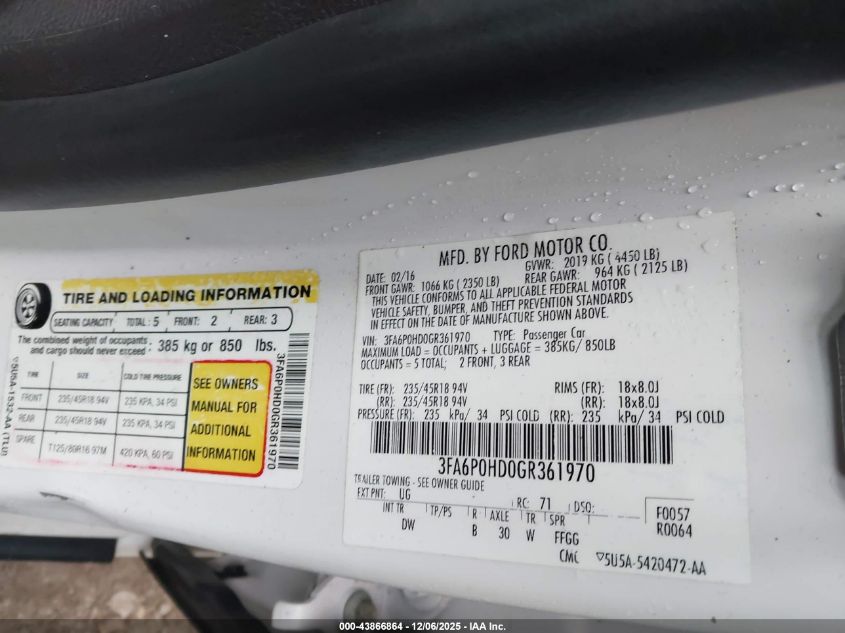 TIRE AND LOADING INFORMATION
SEATING CAPACITY TOTAL: 5 FRONT: 2 REAR: 3
The combined weight of occupants and cargo should never exceed 385 kg or 850 lbs.
TIRE SIZE COLD TIRE PRESSURE
FRONT 235/45R18 94V 235 KPA, 34 PSI
REAR 235/45R18 94V 235 KPA, 34 PSI
SPARE T125/80R16 97M 420 KPA, 60 PSI
SEE OWNERS
MANUAL FOR
ADDITIONAL
INFORMATION
3FA6P0HD0GR361970
▽5U5A-1532-AA (TLU)
MFD. BY FORD MOTOR CO.
DATE: 02/16 GVWR: 2019 KG ( 4450 LB)
FRONT GAWR: 1066 KG ( 2350 LB) REAR GAWR: 964 KG ( 2125 LB)
THIS VEHICLE CONFORMS TO ALL APPLICABLE FEDERAL MOTOR
VEHICLE SAFETY, BUMPER, AND THEFT PREVENTION STANDARDS
IN EFFECT ON THE DATE OF MANUFACTURE SHOWN ABOVE.
VIN: 3FA6P0HD0GR361970 TYPE: Passenger Car
MAXIMUM LOAD = OCCUPANTS + LUGGAGE = 385KG/ 850LB
OCCUPANTS = 5 TOTAL; 2 FRONT, 3 REAR
TIRE (FR): 235/45R18 94V RIMS (FR): 18x8.0J
(RR): 235/45R18 94V (RR): 18x8.0J
PRESSURE (FR): 235 kPa/ 34 PSI COLD (RR): 235 kPa/ 34 PSI COLD
3FA6P0HD0GR361970
TRAILER TOWING - SEE OWNER GUIDE
EXT PNT: UG RC: 71 DSO: F0057
INT TR TP/PS R AXLE TR SPR R0064
DW B 30 W FFGG
CMC ▽5U5A-5420472-AA
000-43866864 | 12/06/2025 | IAA Inc.